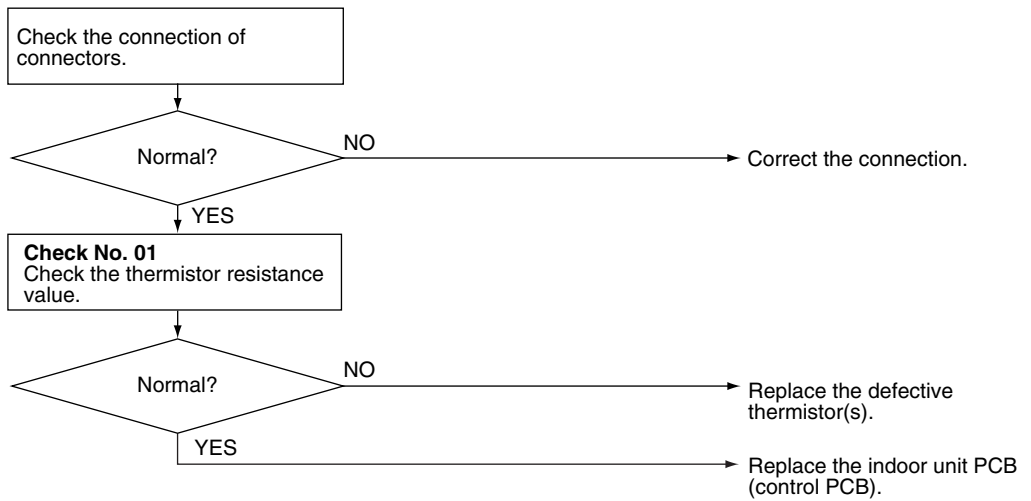 Check the connection of
connectors.
Normal?
NO
Correct the connection.
YES
Check No. 01
Check the thermistor resistance
value.
Normal?
NO
Replace the defective
thermistor(s).
YES
Replace the indoor unit PCB
(control PCB).